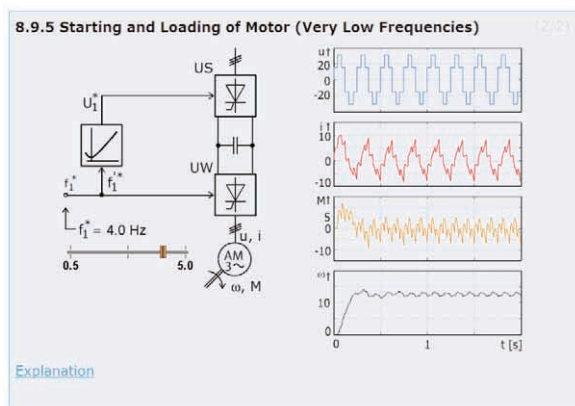 8.9.5 Starting and Loading of Motor (Very Low Frequencies)
(2/2)
US
U₁*
UW
f₁*
f₁'*
f₁* = 4.0 Hz
0.5
5.0
u, i
AM
3~
ω, M
u↑
20
0
-20
i↑
10
0
-10
M↑
S
0
-10
ω↑
10
0
0
1
t [s]
Explanation